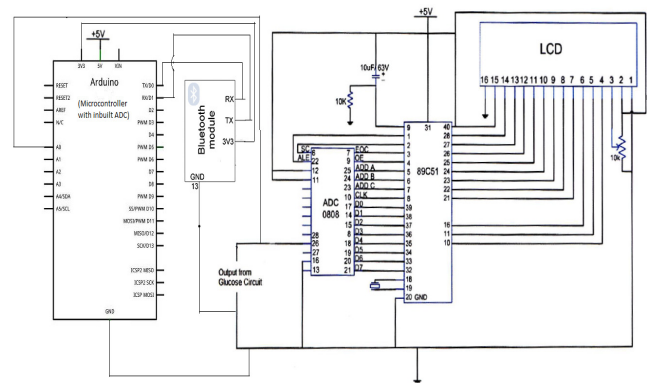 +5V
3V3 5V VIN
Arduino
(Microcontroller
with inbuilt ADC)
RESET
RESET2
AREF
N/C
A0
A1
A2
A3
A4/SDA
A5/SCL
ICSP2 MISO
ICSP2 SCK
ICSP MOSI
TX/D0
RX/D1
D2
PWM D3
D4
PWM D5
PWM D6
D7
D8
PWM D9
SS/PWM D10
MOSI/PWM D11
MISO/D12
SCK/D13
GND
Bluetooth
module
RX
TX
3V3
GND
13
Output from
Glucose Circuit
+5V
10uF/63V
+
-
10K
9
1
2
3
4
5
6
7
8
39
38
37
36
35
34
33
32
18
19
20 GND
31
89C51
40
28
27
26
25
24
23
22
21
16
11
10
SC
ALE
6
22
12
11
28
26
27
16
13
ADC
0808
7 EOC
9 OE
25 ADD A
24 ADD B
23 ADD C
10 CLK
17 D0
14 D1
15 D2
8 D3
18 D4
19 D5
20 D6
21 D7
LCD
16 15 14 13 12 11 10 9 8 7 6 5 4 3 2 1
10k